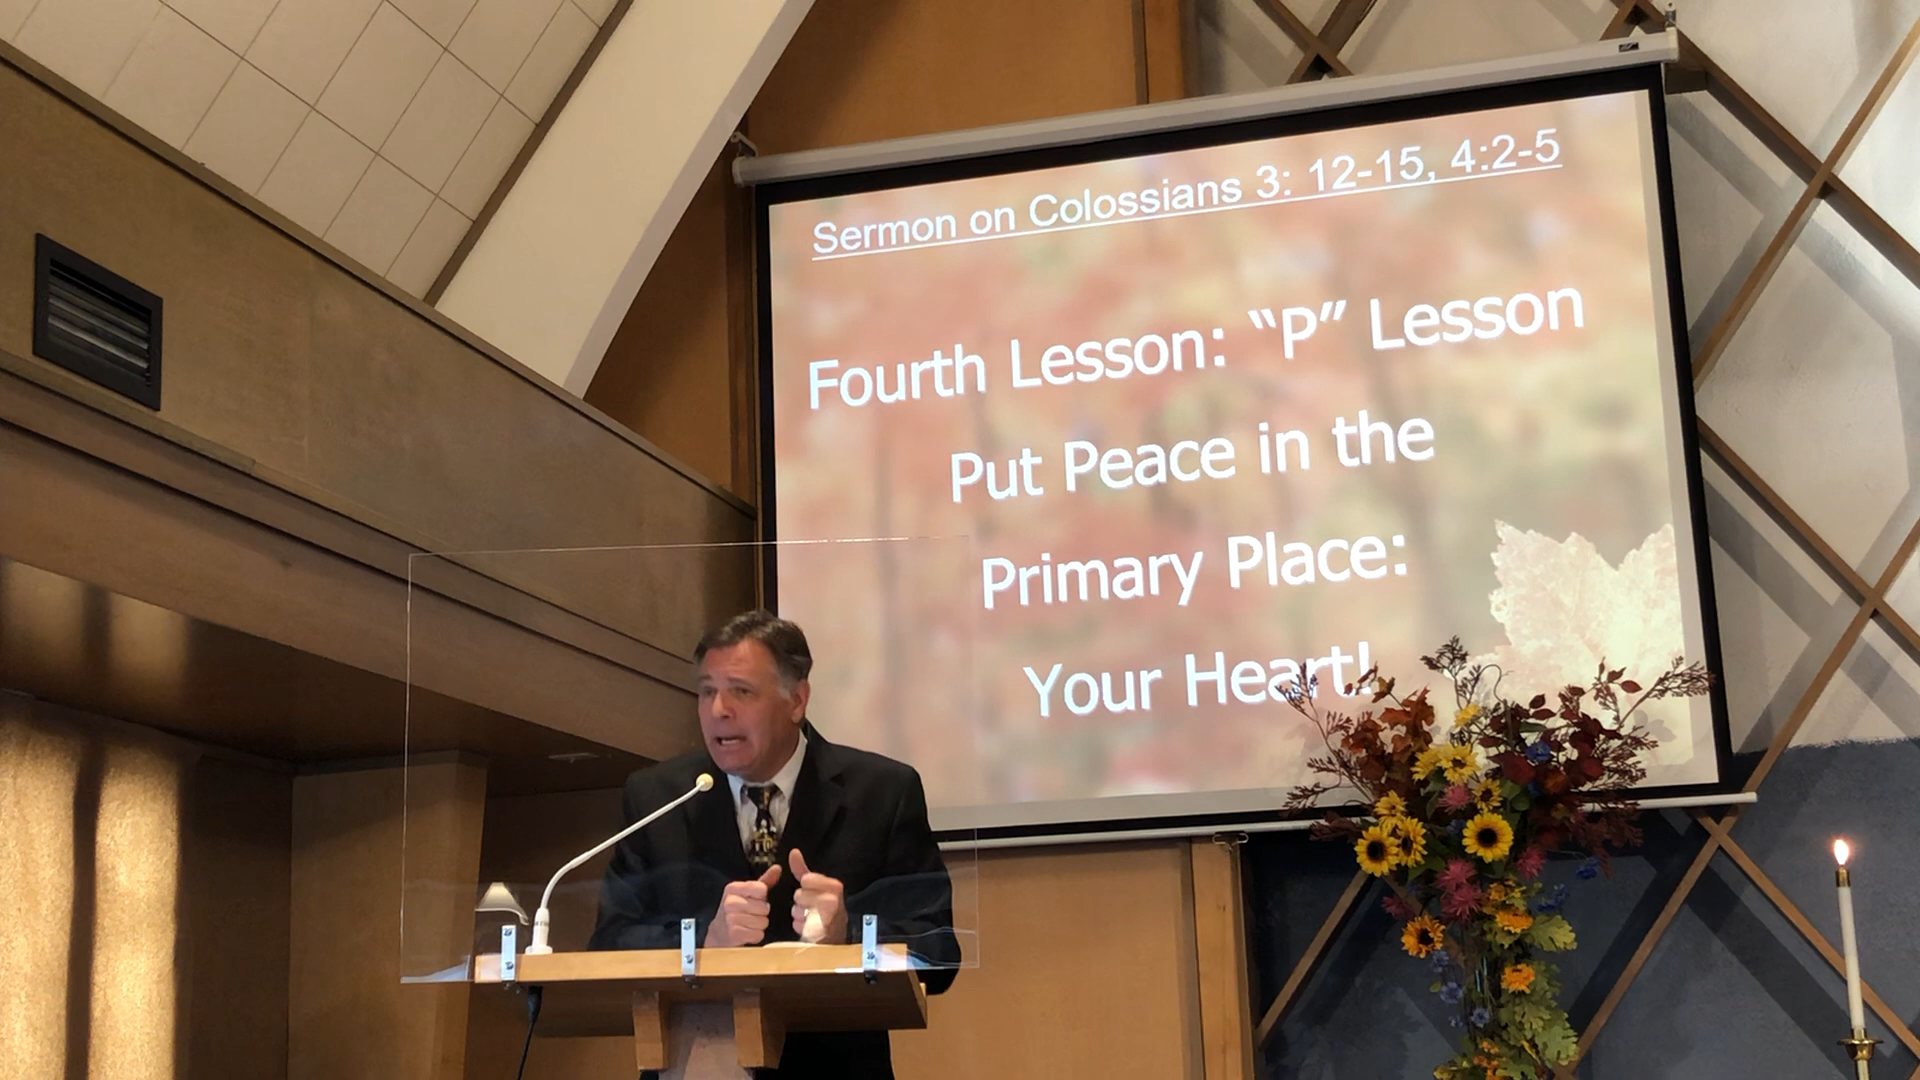 Sermon on Colossians 3: 12-15, 4:2-5
Fourth Lesson: “P” Lesson
Put Peace in the
Primary Place:
Your Heart!